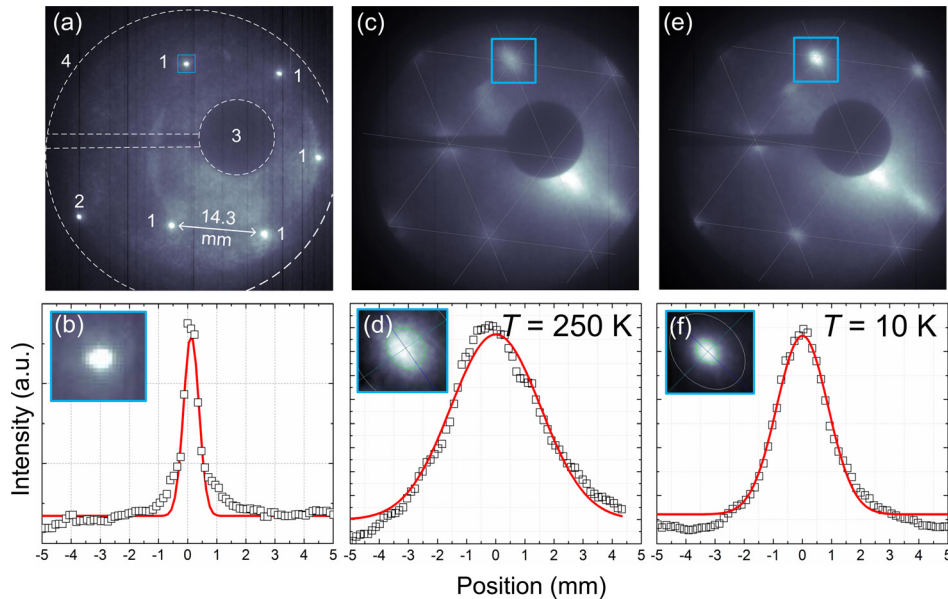 (a)
4
1
1
3
1
2
14.3
mm
1
1
(c)
(e)
(b)
(d)
T = 250 K
(f)
T = 10 K
Intensity (a.u.)
-5 -4 -3 -2 -1 0 1 2 3 4 5
-5 -4 -3 -2 -1 0 1 2 3 4 5
-5 -4 -3 -2 -1 0 1 2 3 4 5
Position (mm)